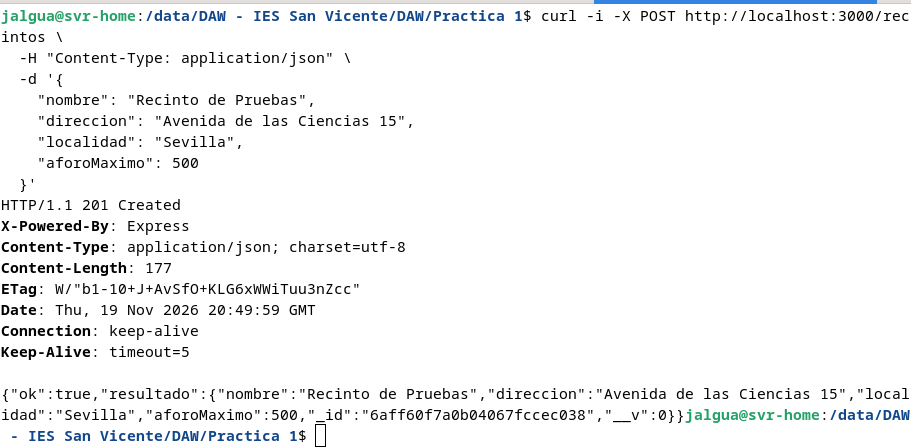 jalgua@svr-home:/data/DAW - IES San Vicente/DAW/Practica 1$ curl -i -X POST http://localhost:3000/rec
intos \
  -H "Content-Type: application/json" \
  -d '{
    "nombre": "Recinto de Pruebas",
    "direccion": "Avenida de las Ciencias 15",
    "localidad": "Sevilla",
    "aforoMaximo": 500
  }'
HTTP/1.1 201 Created
X-Powered-By: Express
Content-Type: application/json; charset=utf-8
Content-Length: 177
ETag: W/"b1-10+J+AvSfO+KLG6xWWiTuu3nZcc"
Date: Thu, 19 Nov 2026 20:49:59 GMT
Connection: keep-alive
Keep-Alive: timeout=5

{"ok":true,"resultado":{"nombre":"Recinto de Pruebas","direccion":"Avenida de las Ciencias 15","local
idad":"Sevilla","aforoMaximo":500,"_id":"6aff60f7a0b04067fccec038","__v":0}}jalgua@svr-home:/data/DAW
 - IES San Vicente/DAW/Practica 1$